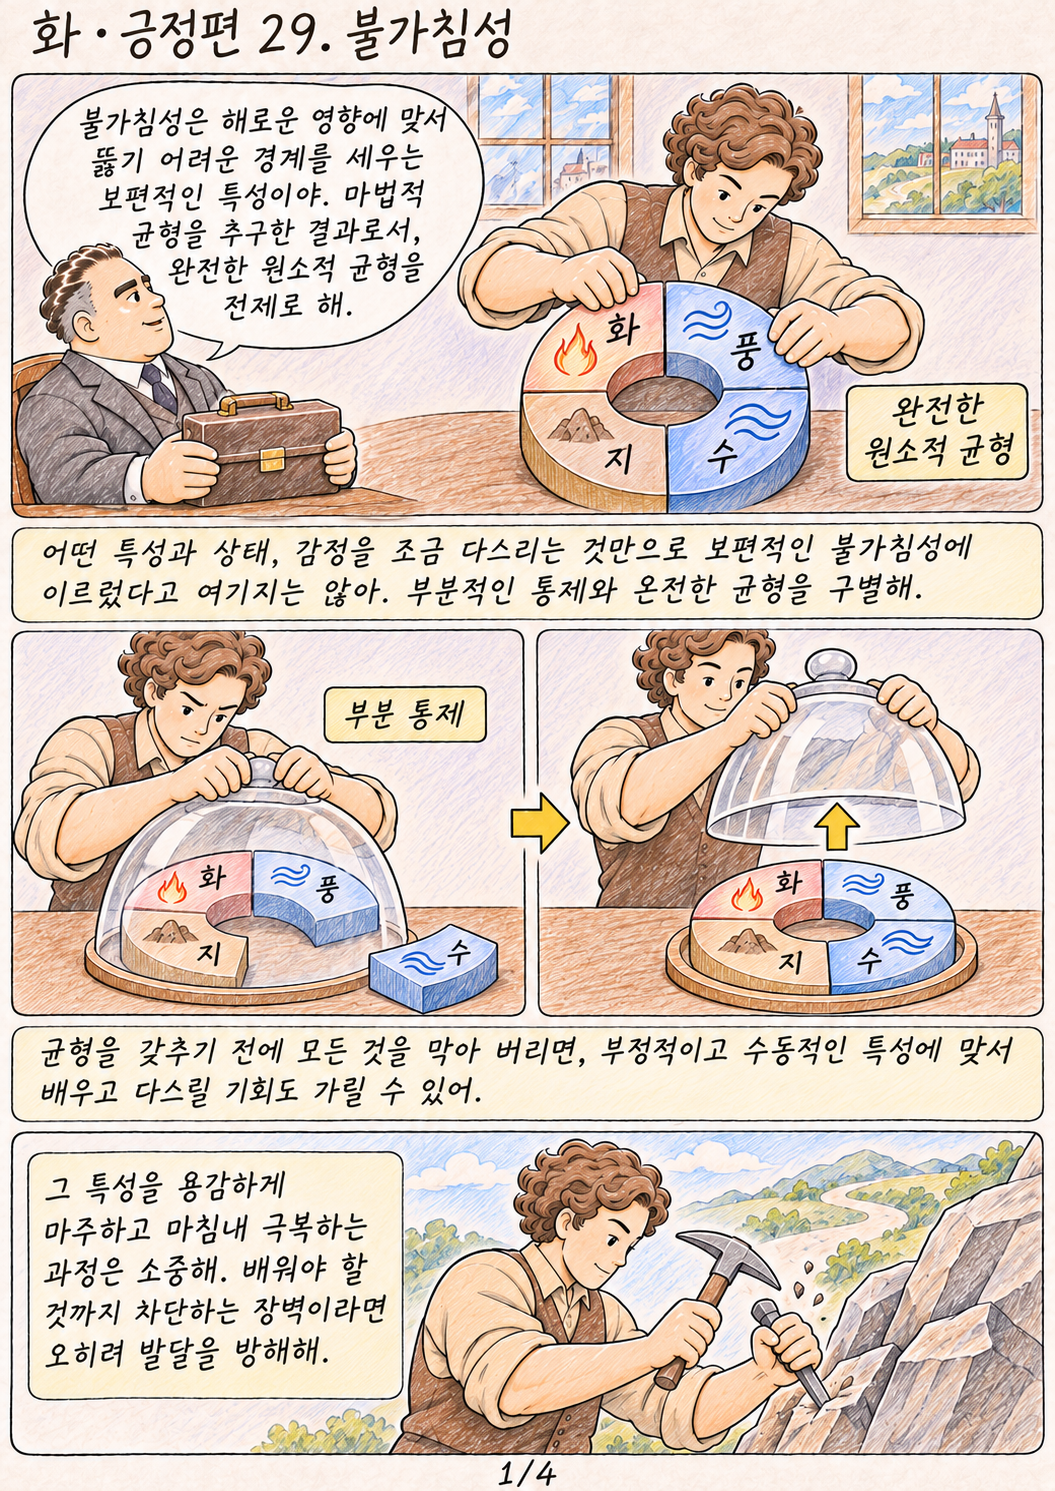 화·긍정편 29. 불가침성
불가침성은 해로운 영향에 맞서
뚫기 어려운 경계를 세우는
보편적인 특성이야. 마법적
균형을 추구한 결과로서,
완전한 원소적 균형을
전제로 해.
화
풍
지
수
완전한
원소적 균형
어떤 특성과 상태, 감정을 조금 다스리는 것만으로 보편적인 불가침성에
이르렀다고 여기지는 않아. 부분적인 통제와 온전한 균형을 구별해.
부분 통제
화
풍
지
수
화
풍
지
수
균형을 갖추기 전에 모든 것을 막아 버리면, 부정적이고 수동적인 특성에 맞서
배우고 다스릴 기회도 가릴 수 있어.
그 특성을 용감하게
마주하고 마침내 극복하는
과정은 소중해. 배워야 할
것까지 차단하는 장벽이라면
오히려 발달을 방해해.
1/4